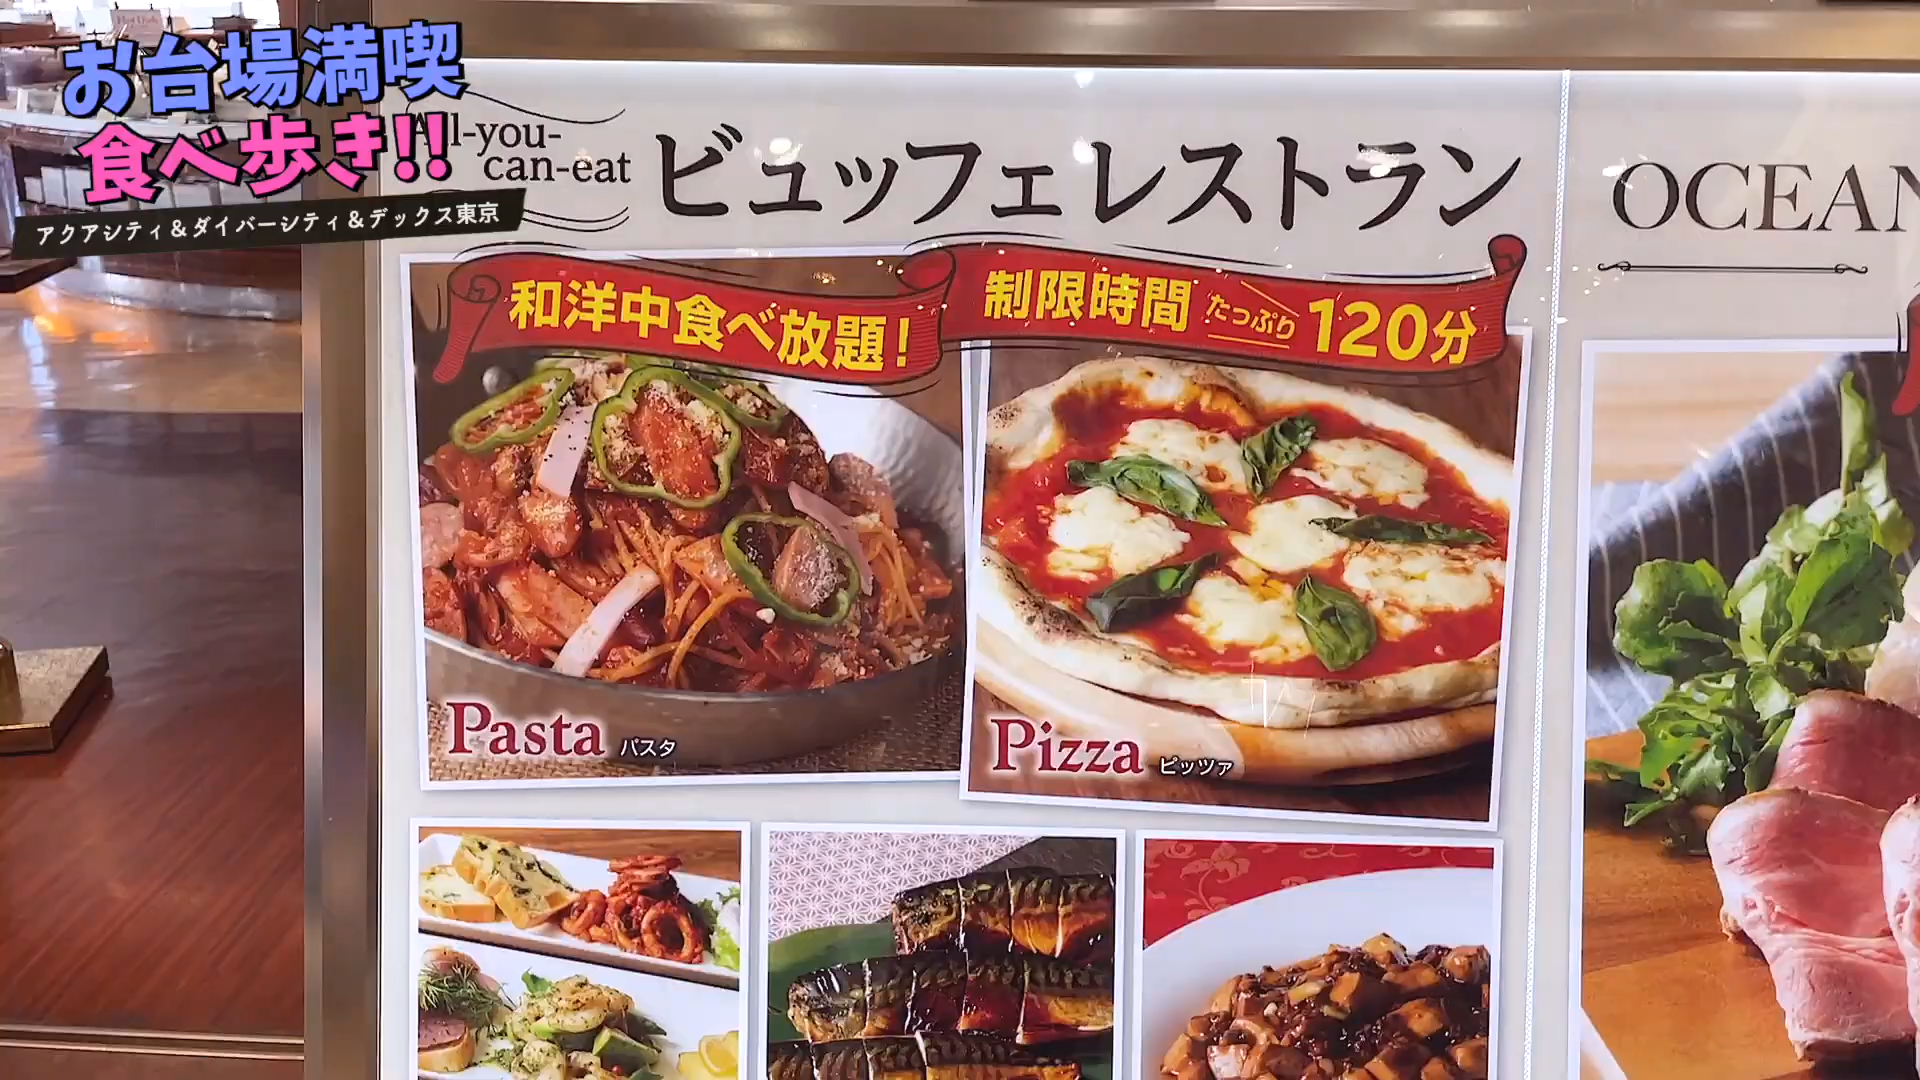 お台場満喫
食べ歩き!!
アクアシティ&ダイバーシティ&デックス東京
All-you-
can-eat
ビュッフェレストラン
OCEAN
和洋中食べ放題!
制限時間 たっぷり 120分
Pasta パスタ
Pizza ピッツァ